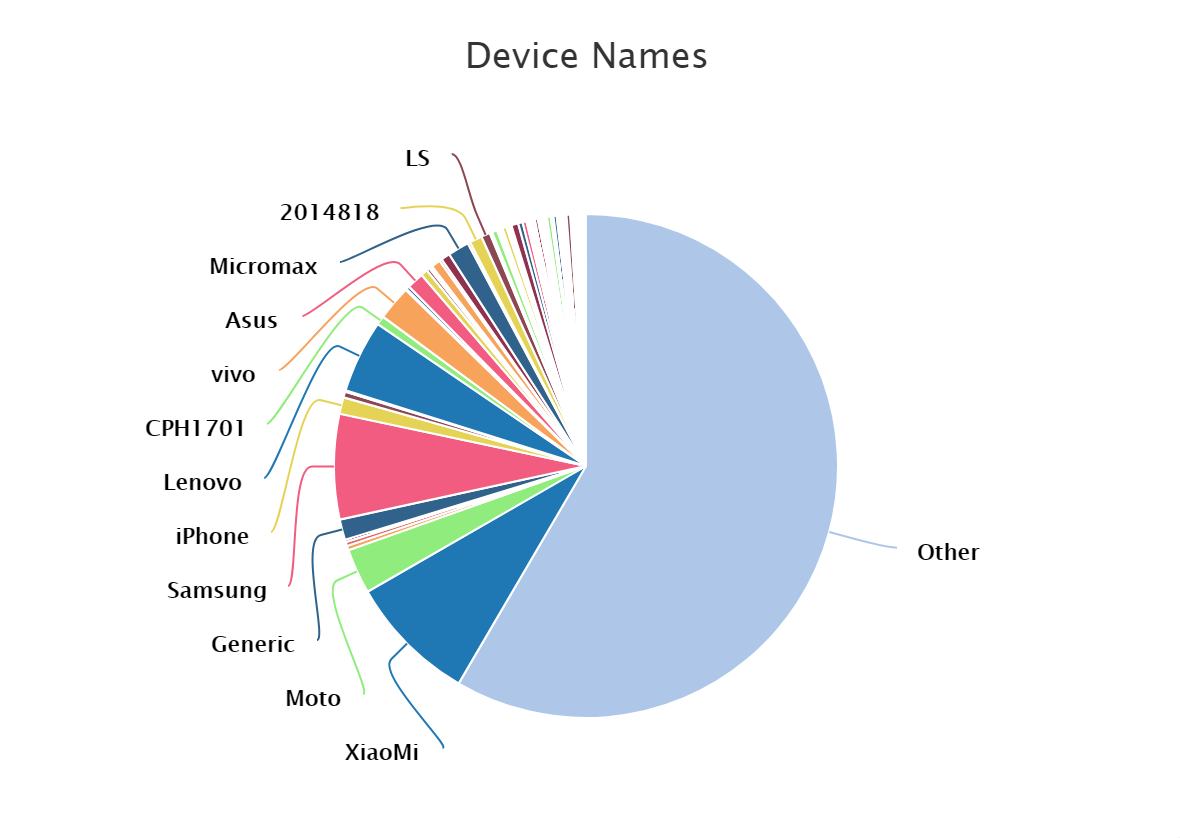 Device Names
LS
2014818
Micromax
Asus
vivo
CPH1701
Lenovo
iPhone
Samsung
Generic
Moto
XiaoMi
Other